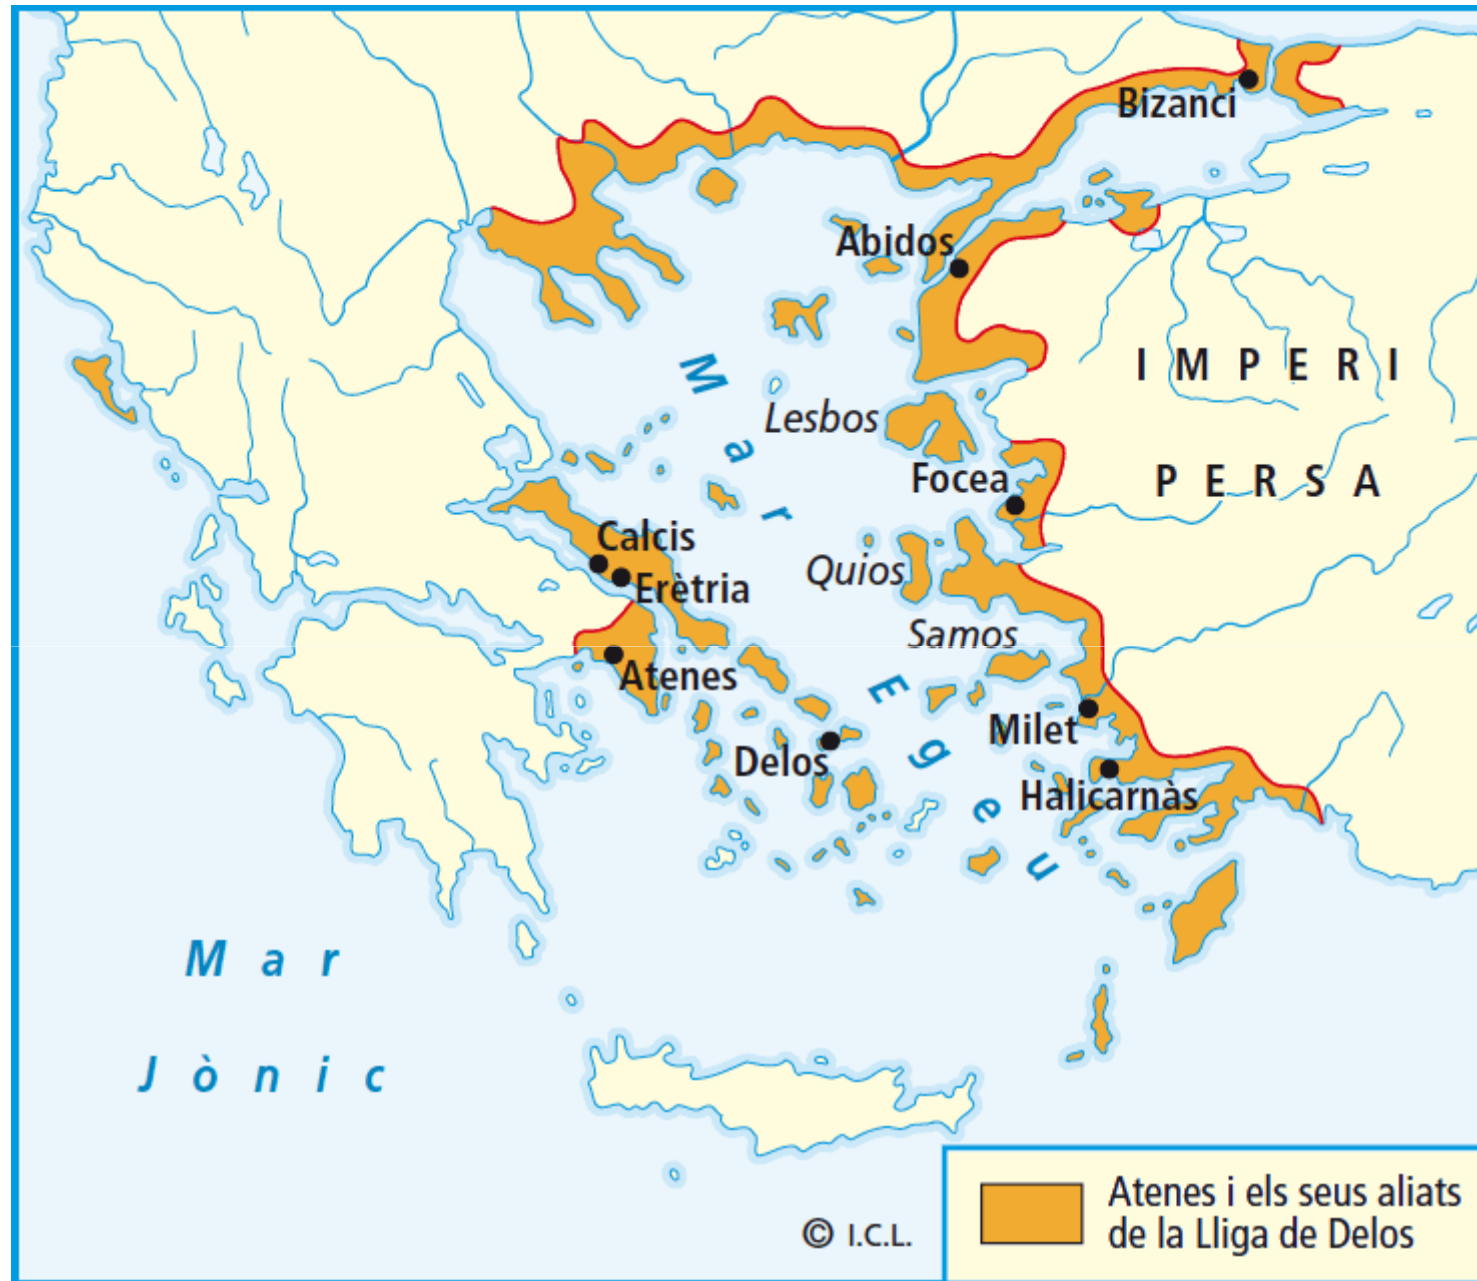 Bizanci
Abidos
IMPERI
PERSA
Lesbos
Focea
Mar Egeu
Calcis
Erètria
Quios
Samos
Atenes
Milet
Delos
Halicarnàs
Mar
Jònic
Atenes i els seus aliats
de la Lliga de Delos
© I.C.L.